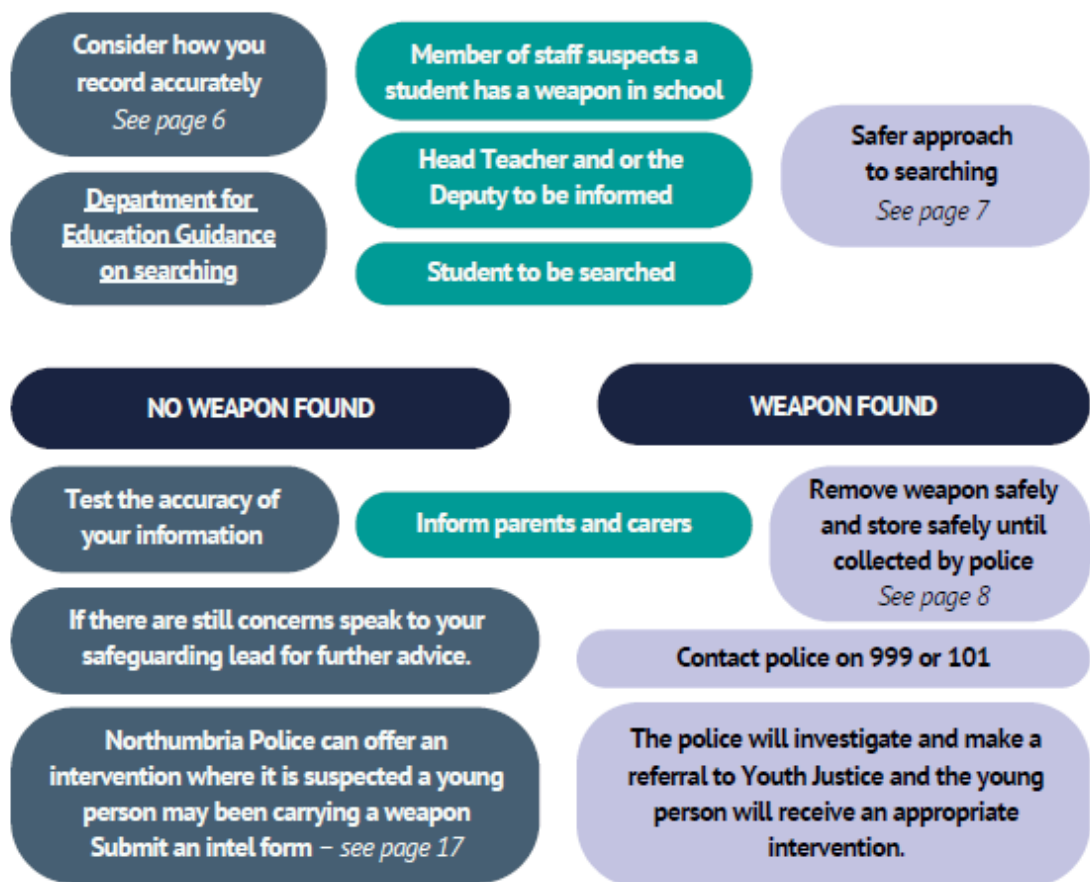 Consider how you
record accurately
See page 6
Member of staff suspects a
student has a weapon in school
Head Teacher and or the
Deputy to be informed
Safer approach
to searching
See page 7
Department for
Education Guidance
on searching
Student to be searched
NO WEAPON FOUND
WEAPON FOUND
Test the accuracy of
your information
Inform parents and carers
Remove weapon safely
and store safely until
collected by police
See page 8
If there are still concerns speak to your
safeguarding lead for further advice.
Contact police on 999 or 101
Northumbria Police can offer an
intervention where it is suspected a young
person may been carrying a weapon
Submit an intel form – see page 17
The police will investigate and make a
referral to Youth Justice and the young
person will receive an appropriate
intervention.